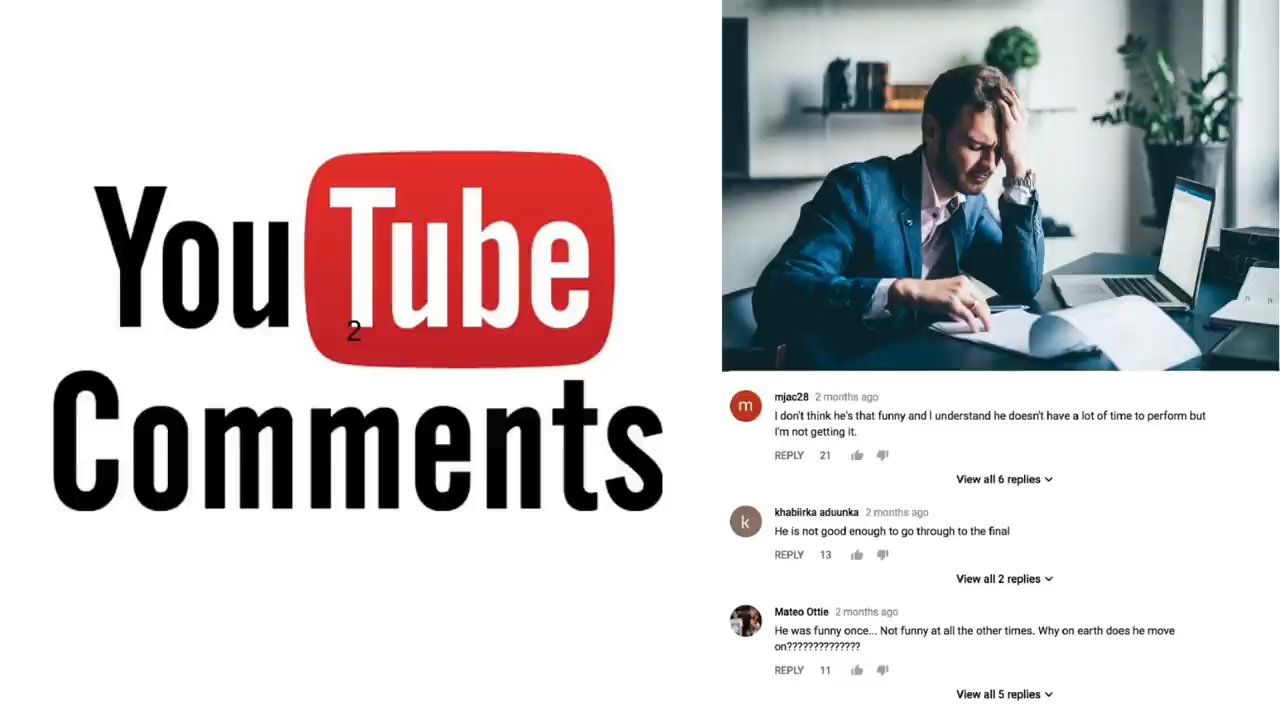 YouTube
2
Comments
m
mjac28 2 months ago
I don't think he's that funny and I understand he doesn't have a lot of time to perform but
I'm not getting it.
REPLY 21
View all 6 replies
k
khabiirka aduunka 2 months ago
He is not good enough to go through to the final
REPLY 13
View all 2 replies
Mateo Ottie 2 months ago
He was funny once... Not funny at all the other times. Why on earth does he move
on??????????????
REPLY 11
View all 5 replies